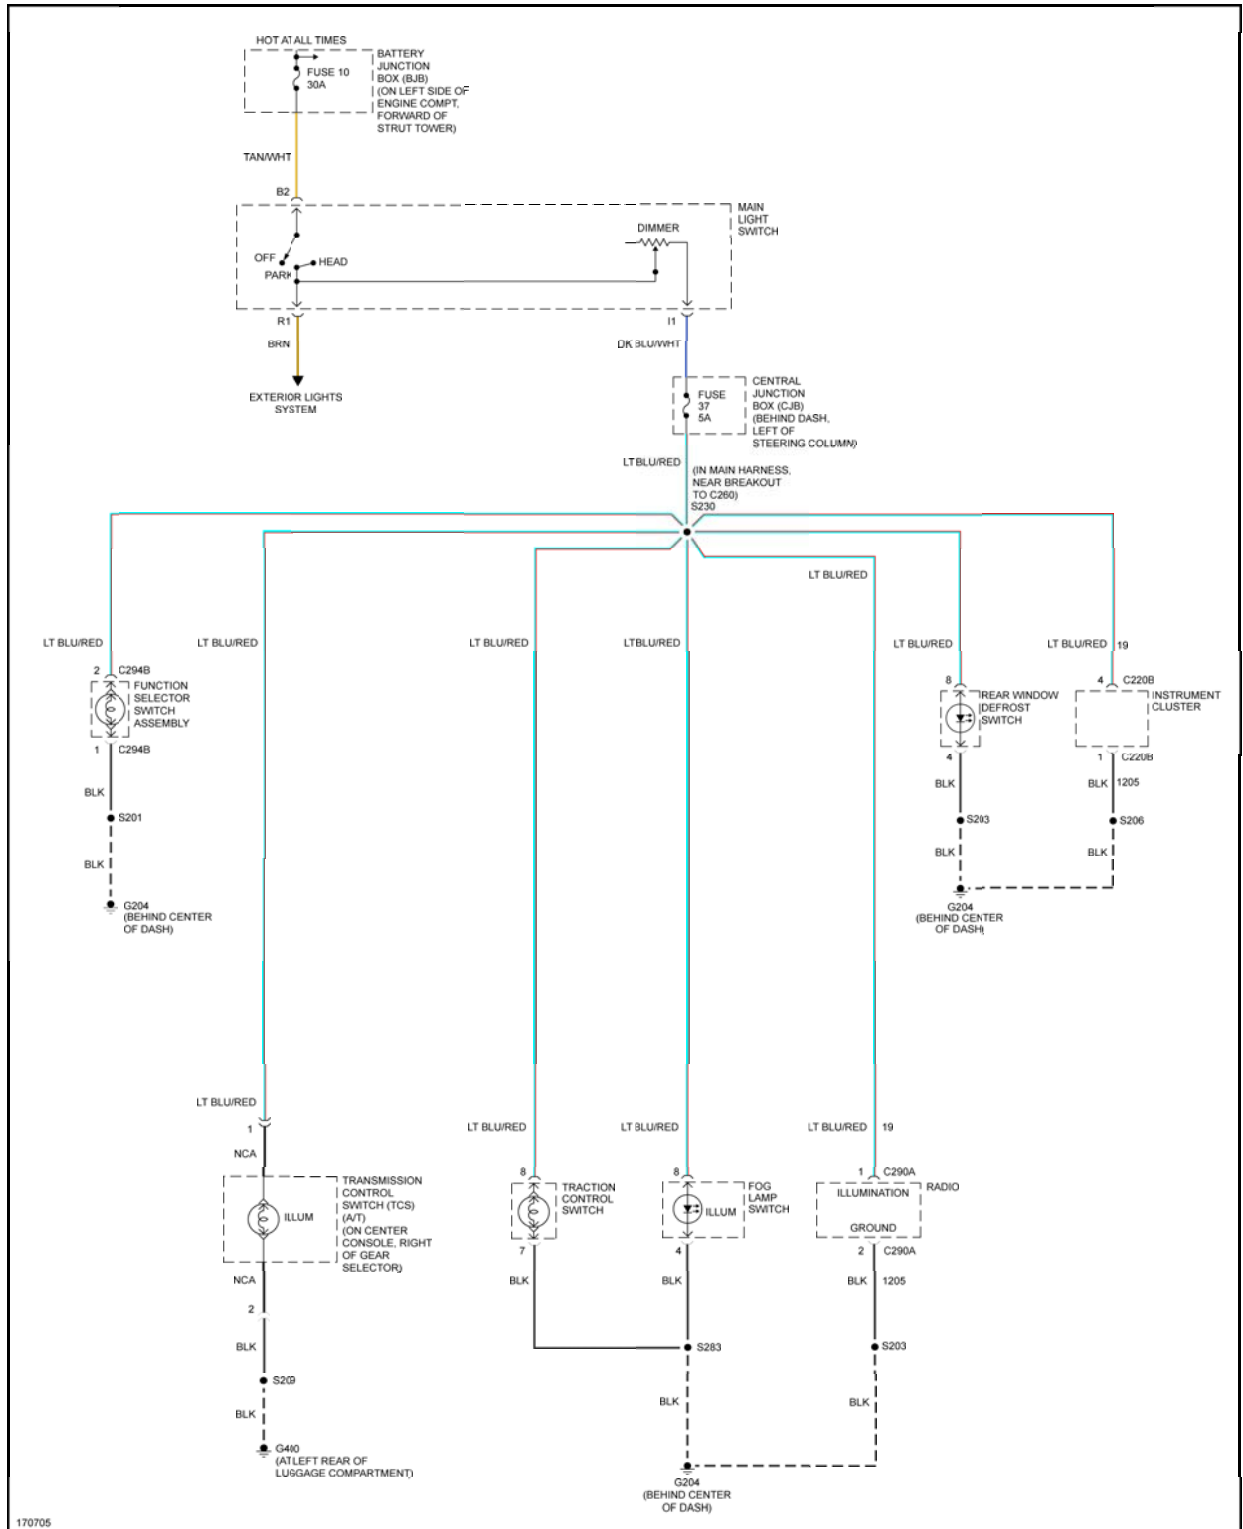 HOT AT ALL TIMES
FUSE 10
30A
BATTERY
JUNCTION
BOX (BJB)
(ON LEFT SIDE OF
ENGINE COMPT,
FORWARD OF
STRUT TOWER)
TAN/WHT
B2
MAIN
LIGHT
SWITCH
DIMMER
OFF
HEAD
PARK
R1
I1
BRN
DK BLU/WHT
EXTERIOR LIGHTS
SYSTEM
FUSE
37
5A
CENTRAL
JUNCTION
BOX (CJB)
(BEHIND DASH,
LEFT OF
STEERING COLUMN)
LT BLU/RED
(IN MAIN HARNESS,
NEAR BREAKOUT
TO C260)
S230
LT BLU/RED
LT BLU/RED
LT BLU/RED
LT BLU/RED
LT BLU/RED
LT BLU/RED
LT BLU/RED 19
2 C294B
FUNCTION
SELECTOR
SWITCH
ASSEMBLY
1 C294B
BLK
S201
BLK
G204
(BEHIND CENTER
OF DASH)
8
REAR WINDOW
DEFROST
SWITCH
4
BLK
S203
BLK
G204
(BEHIND CENTER
OF DASH)
4 C220B
INSTRUMENT
CLUSTER
1 C220B
BLK 1205
S206
BLK
LT BLU/RED
1
NCA
ILLUM
TRANSMISSION
CONTROL
SWITCH (TCS)
(A/T)
(ON CENTER
CONSOLE, RIGHT
OF GEAR
SELECTOR)
NCA
2
BLK
S209
BLK
G400
(AT LEFT REAR OF
LUGGAGE COMPARTMENT)
LT BLU/RED
8
TRACTION
CONTROL
SWITCH
7
BLK
LT BLU/RED
8
ILLUM
FOG
LAMP
SWITCH
4
BLK
S283
BLK
G204
(BEHIND CENTER
OF DASH)
LT BLU/RED 19
1 C290A
ILLUMINATION
RADIO
GROUND
2 C290A
BLK 1205
S203
BLK
170705